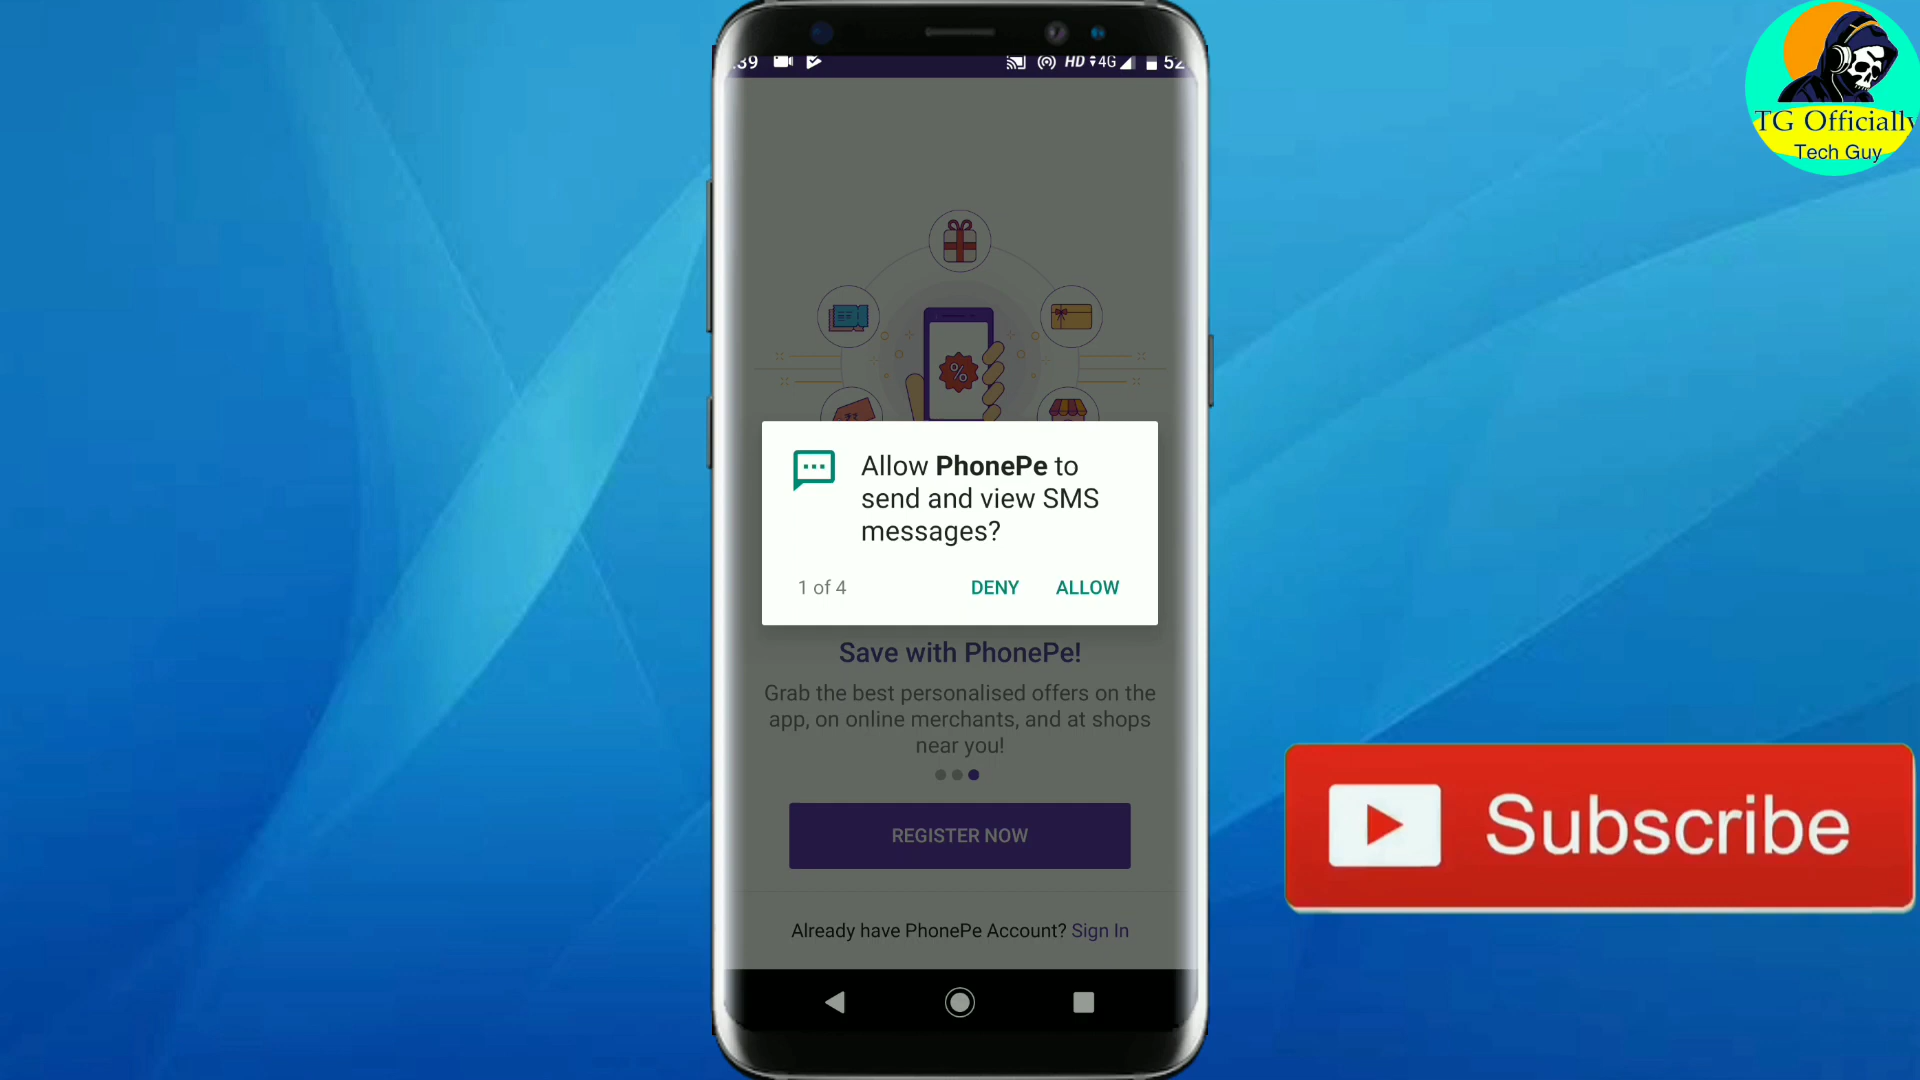 :39
HD 4G 52
TG Officially
Tech Guy
%
Allow PhonePe to
send and view SMS
messages?
1 of 4
DENY
ALLOW
Save with PhonePe!
Grab the best personalised offers on the
app, on online merchants, and at shops
near you!
REGISTER NOW
Already have PhonePe Account? Sign In
Subscribe